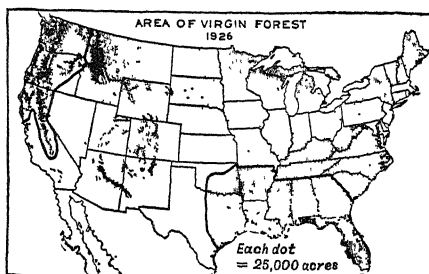 AREA OF VIRGIN FOREST
1926
Each dot
= 25,000 acres